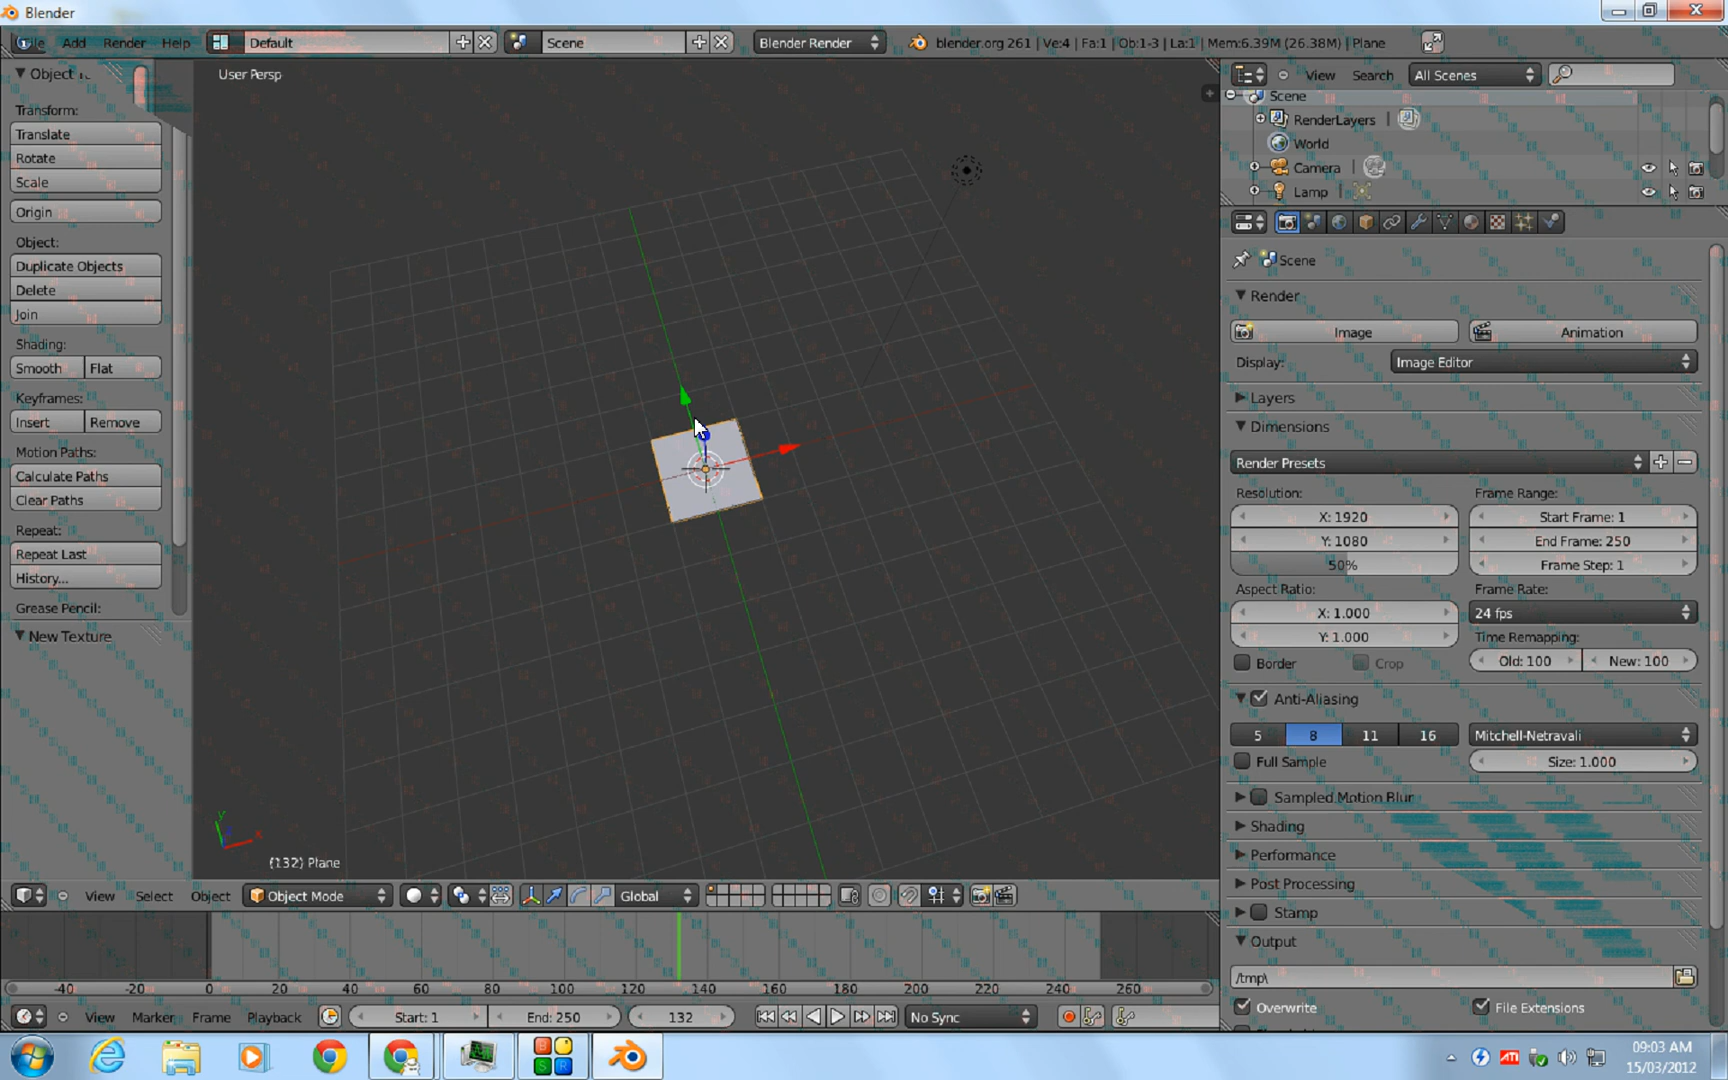 Blender
File Add Render Help Default Scene Blender Render blender.org 261 | Ve:4 | Fa:1 | Ob:1-3 | La:1 | Mem:6.39M (26.38M) | Plane
Object
User Persp
View Search All Scenes
Scene
RenderLayers
World
Camera
Lamp
Transform:
Translate
Rotate
Scale
Origin
Object:
Duplicate Objects
Delete
Join
Shading:
Smooth Flat
Keyframes:
Insert Remove
Motion Paths:
Calculate Paths
Clear Paths
Repeat:
Repeat Last
History...
Grease Pencil:
New Texture
(132) Plane
Scene
Render
Image Animation
Display: Image Editor
Layers
Dimensions
Render Presets
Resolution: Frame Range:
X: 1920 Start Frame: 1
Y: 1080 End Frame: 250
50% Frame Step: 1
Aspect Ratio: Frame Rate:
X: 1.000 24 fps
Y: 1.000 Time Remapping:
Border Crop Old: 100 New: 100
Anti-Aliasing
5 8 11 16 Mitchell-Netravali
Full Sample Size: 1.000
Sampled Motion Blur
Shading
Performance
Post Processing
Stamp
Output
/tmp\
Overwrite File Extensions
View Select Object Object Mode Global
-40 -20 0 20 40 60 80 100 120 140 160 180 200 220 240 260
View Marker Frame Playback Start: 1 End: 250 132 No Sync
09:03 AM
15/03/2012